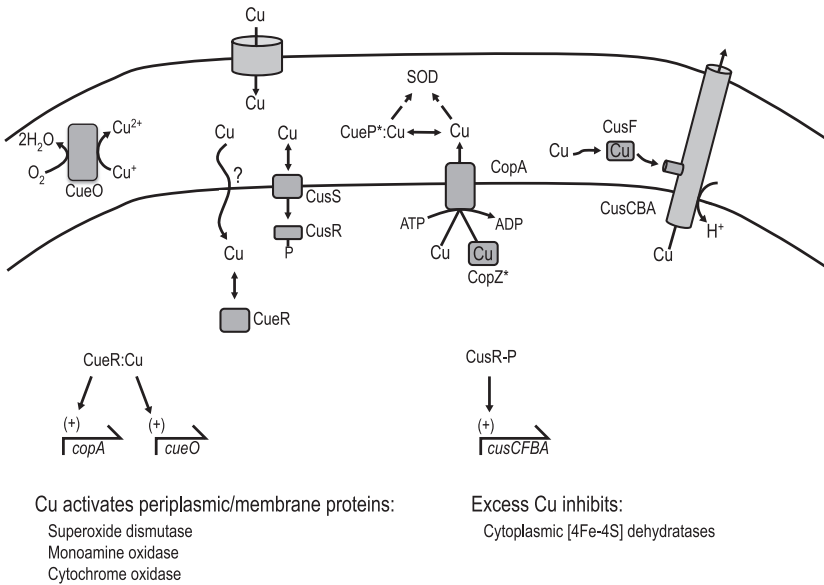 Cu
Cu
SOD
CueP*:Cu
Cu
CopA
CusF
Cu
Cu
CusCBA
Cu
H⁺
2H₂O
O₂
Cu²⁺
Cu⁺
CueO
Cu
?
Cu
CueR
Cu
CusS
CusR
P
ATP
ADP
Cu
Cu
CopZ*
CueR:Cu
(+)
copA
(+)
cueO
CusR-P
(+)
cusCFBA
Cu activates periplasmic/membrane proteins:
Superoxide dismutase
Monoamine oxidase
Cytochrome oxidase
Excess Cu inhibits:
Cytoplasmic [4Fe-4S] dehydratases